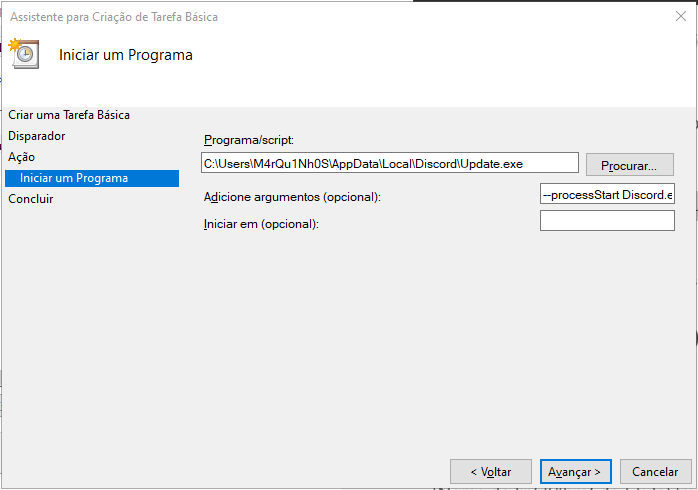 Assistente para Criação de Tarefa Básica
Iniciar um Programa
Criar uma Tarefa Básica
Disparador
Ação
Iniciar um Programa
Concluir
Programa/script:
C:\Users\M4rQu1Nh0S\AppData\Local\Discord\Update.exe
Procurar...
Adicione argumentos (opcional):
--processStart Discord.e
Iniciar em (opcional):
< Voltar
Avançar >
Cancelar